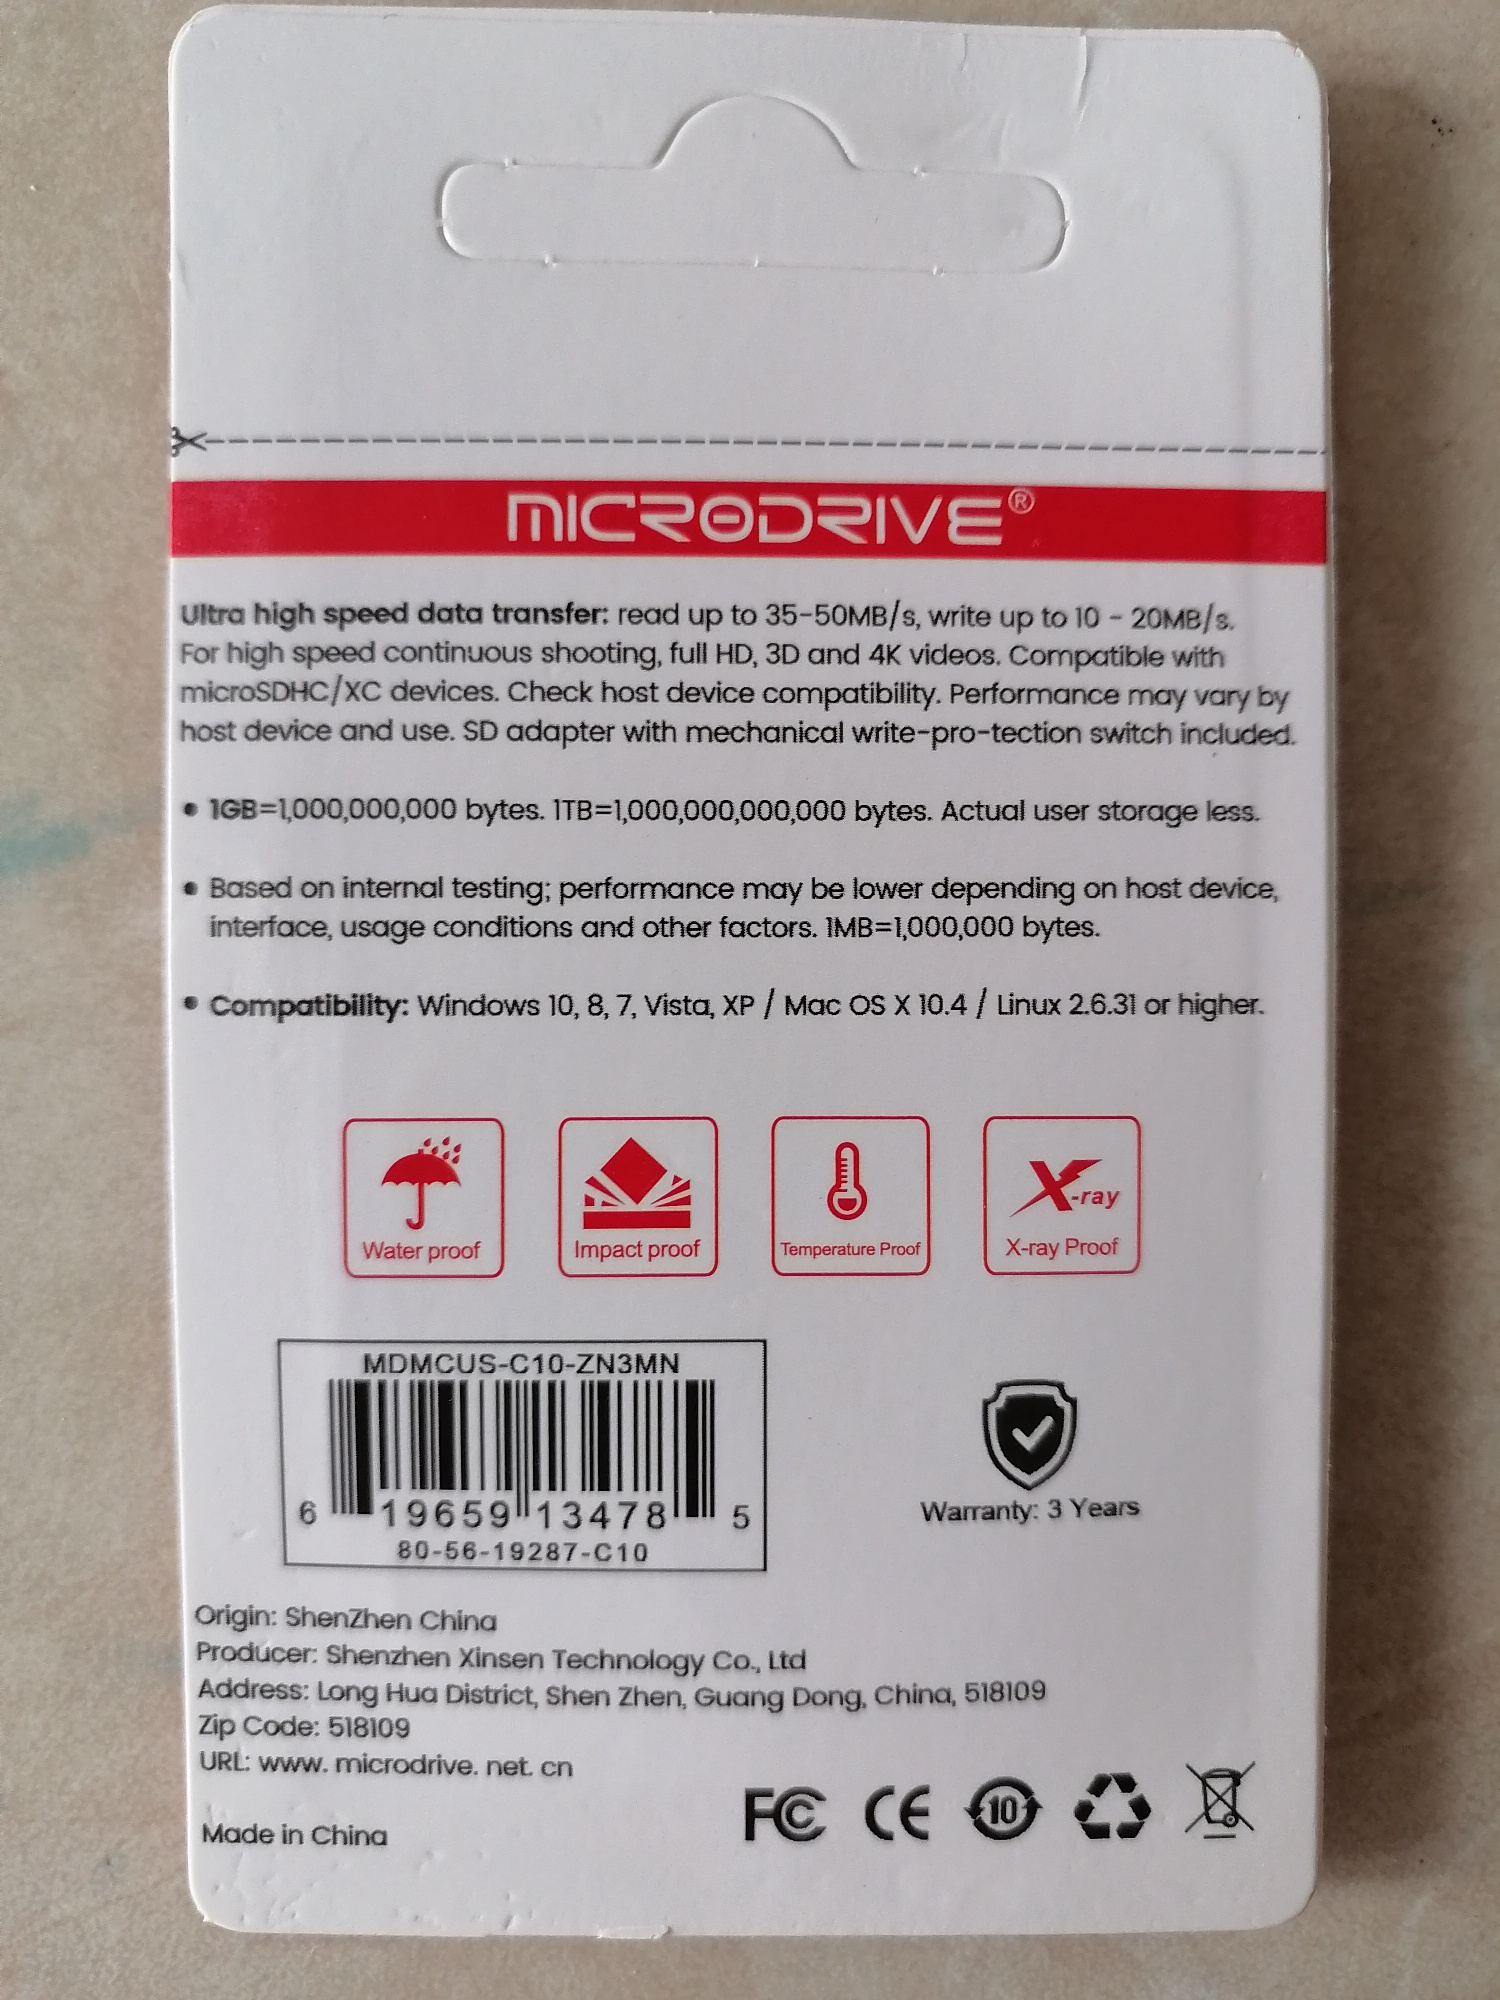 MICRODRIVE®
Ultra high speed data transfer: read up to 35-50MB/s, write up to 10 - 20MB/s.
For high speed continuous shooting, full HD, 3D and 4K videos. Compatible with
microSDHC/XC devices. Check host device compatibility. Performance may vary by
host device and use. SD adapter with mechanical write-pro-tection switch included.
• 1GB=1,000,000,000 bytes. 1TB=1,000,000,000,000 bytes. Actual user storage less.
• Based on internal testing; performance may be lower depending on host device,
interface, usage conditions and other factors. 1MB=1,000,000 bytes.
• Compatibility: Windows 10, 8, 7, Vista, XP / Mac OS X 10.4 / Linux 2.6.31 or higher.
X-ray
Water proof Impact proof Temperature Proof X-ray Proof
MDMCUS-C10-ZN3MN
6 19659 13478 5
80-56-19287-C10
Warranty: 3 Years
Origin: ShenZhen China
Producer: Shenzhen Xinsen Technology Co., Ltd
Address: Long Hua District, Shen Zhen, Guang Dong, China, 518109
Zip Code: 518109
URL: www. microdrive. net. cn
Made in China
FC CE 10